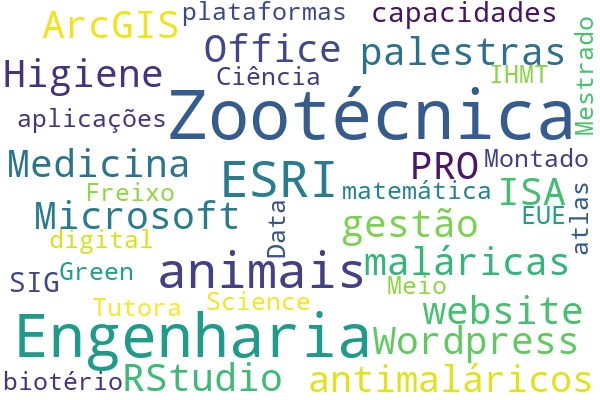 plataformas
capacidades
ArcGIS
Office
palestras
Mestrado
Higiene
Ciência
IHMT
aplicações
Zootécnica
Medicina
ESRI
PRO
Montado
Freixo
matemática
ISA
atlas
Microsoft
Data
gestão
EUE
digital
SIG
Green
animais
maláricas
Meio
Tutora
Science
website
Engenharia
Wordpress
biotério
RStudio
antimaláricos